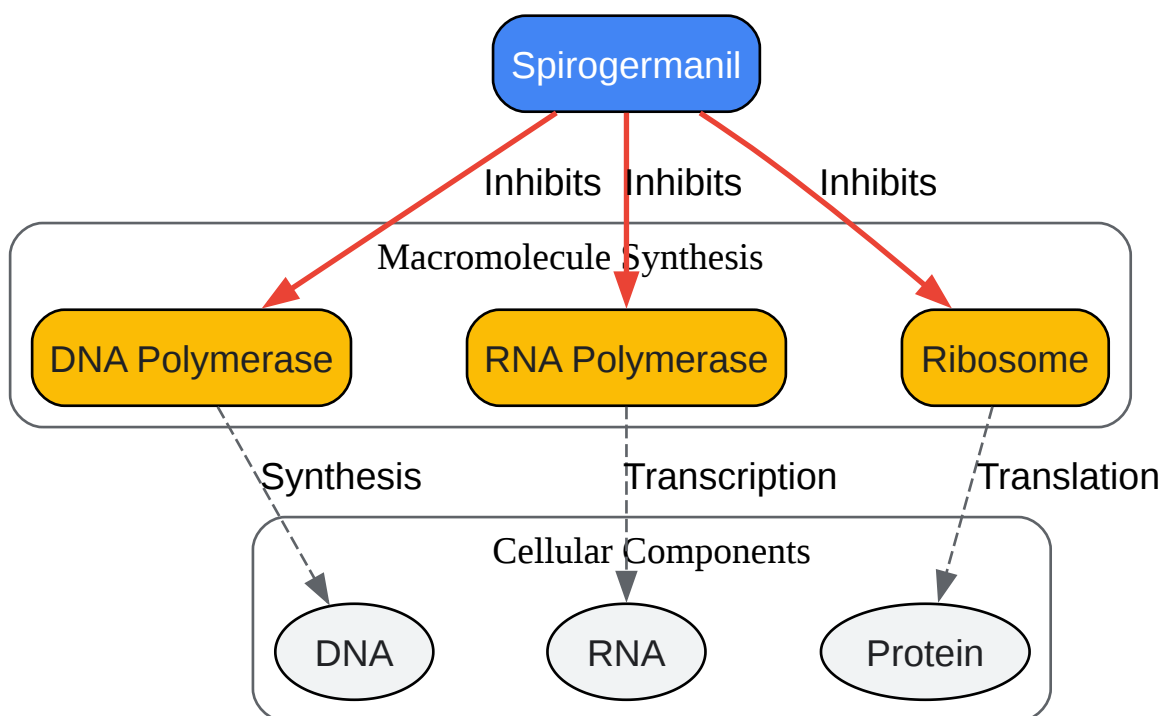 Spirogermanil
Inhibits Inhibits Inhibits
Macromolecule Synthesis
DNA Polymerase RNA Polymerase Ribosome
Synthesis Transcription Translation
Cellular Components
DNA RNA Protein